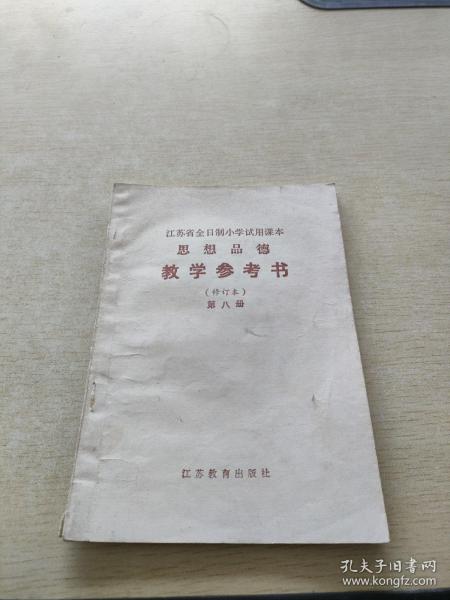 江苏省全日制小学试用课本
思想品德
教学参考书
(修订本)
第八册
江苏教育出版社
孔夫子旧书网
www.kongfz.com